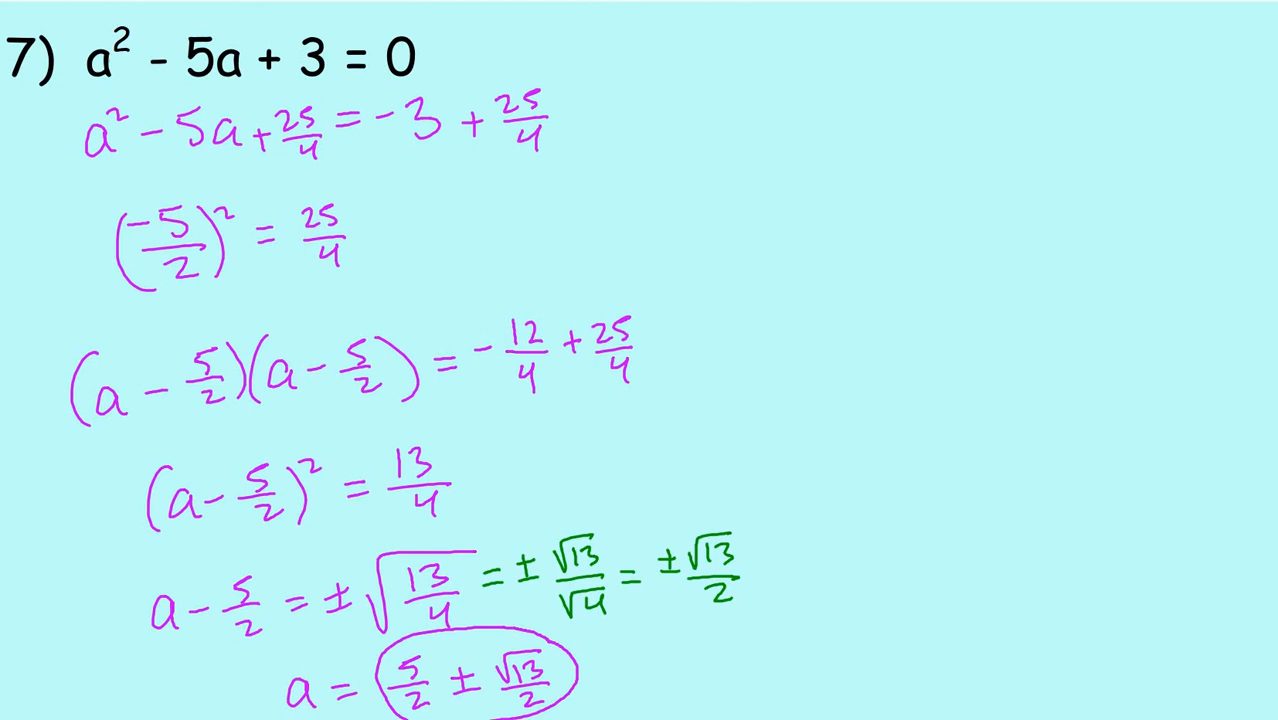 7) a² - 5a + 3 = 0
a² - 5a + 25/4 = -3 + 25/4
(-5/2)² = 25/4
(a - 5/2)(a - 5/2) = -12/4 + 25/4
(a - 5/2)² = 13/4
a - 5/2 = ±√(13/4) = ± √13/√4 = ±√13/2
a = 5/2 ± √13/2